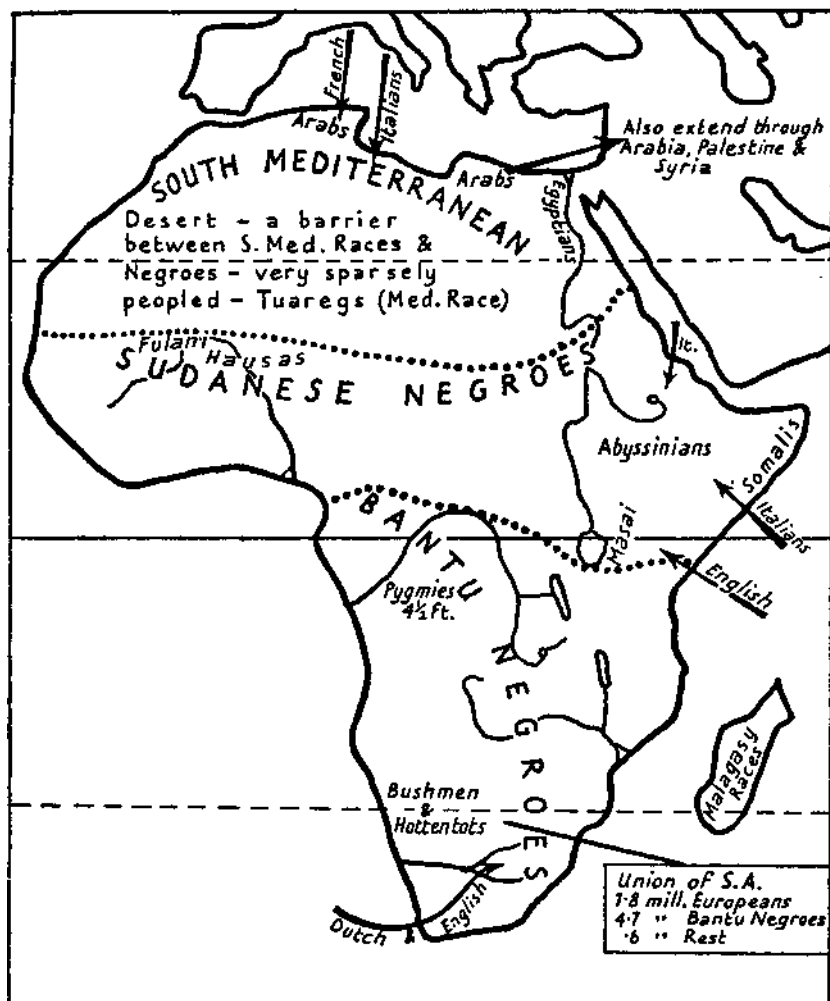 French
Italians
Arabs
Also extend through
Arabia, Palestine &
Syria
SOUTH MEDITERRANEAN
Arabs
Egyptians
Desert – a barrier
between S. Med. Races &
Negroes – very sparsely
peopled – Tuaregs (Med. Race)
Fulani
Hausas
SUDANESE NEGROES
It.
Abyssinians
Somalis
Italians
Masai
English
BANTU NEGROES
Pygmies
4½ ft.
Malagasy
Races
Bushmen
&
Hottentots
Union of S.A.
1·8 mill. Europeans
4·7 " Bantu Negroes
·6 " Rest
Dutch
English